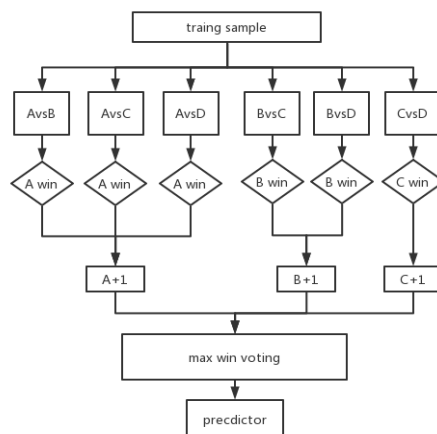 traing sample
AvsB AvsC AvsD BvsC BvsD CvsD
A win A win A win B win B win C win
A+1 B+1 C+1
max win voting
precdictor